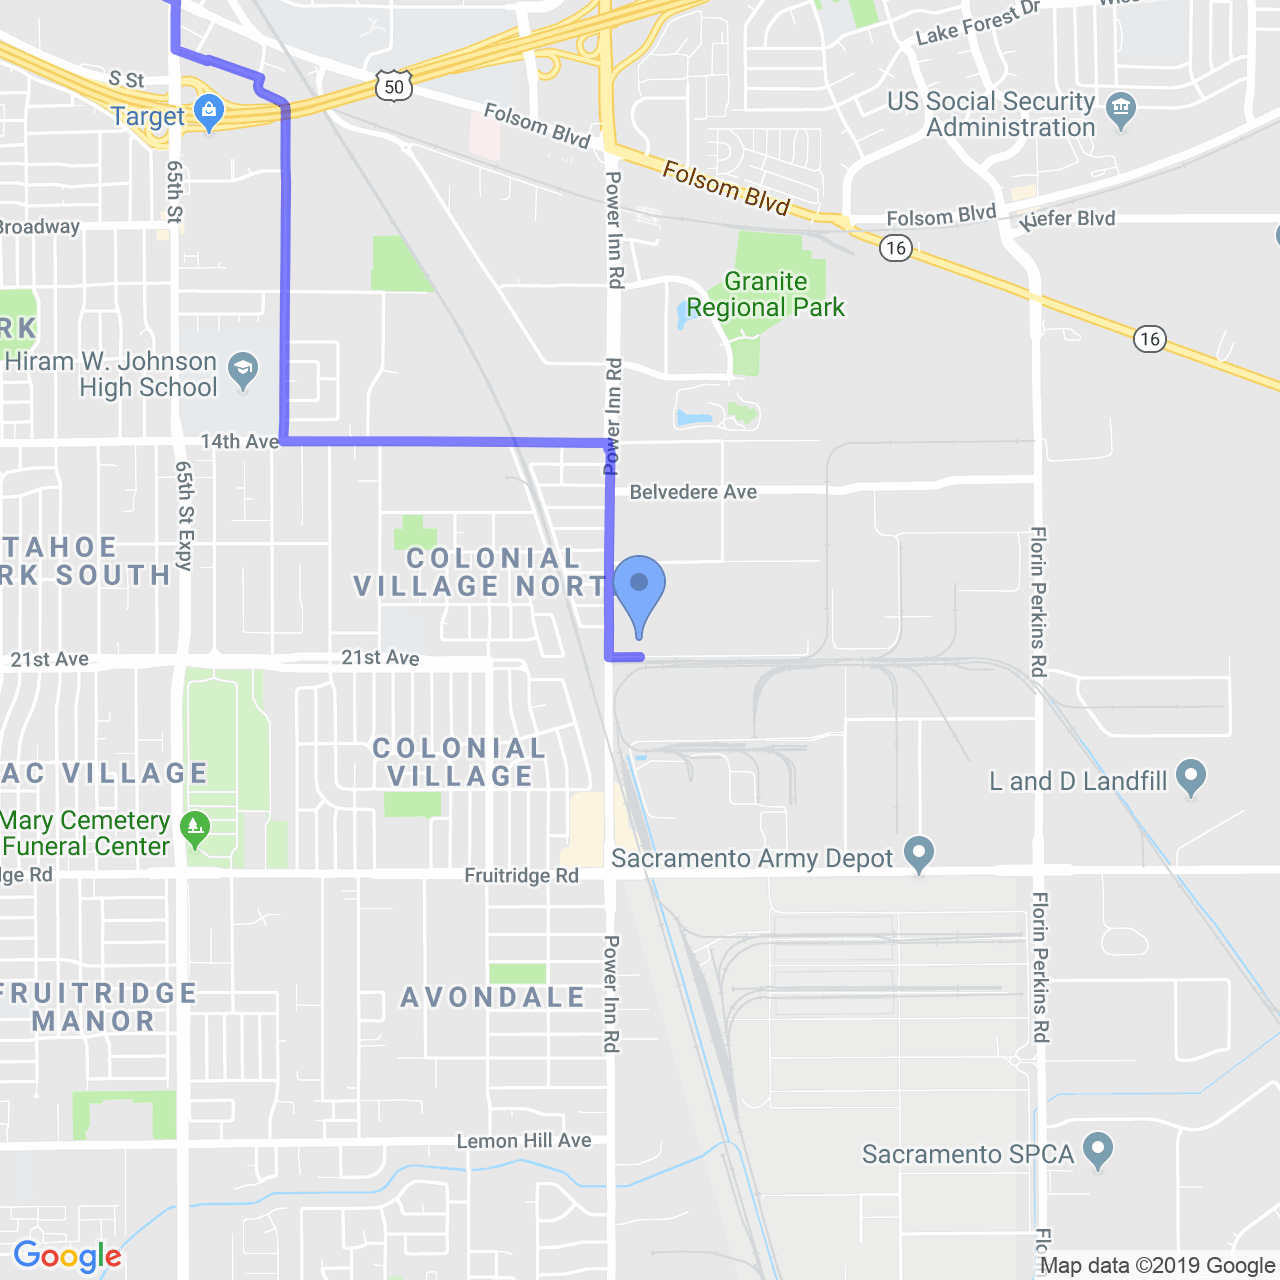 Lake Forest Dr
S St
50
Target
Folsom Blvd
US Social Security
Administration
65th St
Power Inn Rd
Folsom Blvd
Folsom Blvd
Kiefer Blvd
Broadway
16
Granite
Regional Park
RK
16
Hiram W. Johnson
High School
Power Inn Rd
14th Ave
65th St Expy
Belvedere Ave
TAHOE
RK SOUTH
COLONIAL
VILLAGE NORT
Florin Perkins Rd
21st Ave
21st Ave
COLONIAL
VILLAGE
AC VILLAGE
L and D Landfill
Mary Cemetery
Funeral Center
Sacramento Army Depot
dge Rd
Fruitridge Rd
Florin Perkins Rd
Power Inn Rd
FRUITRIDGE
MANOR
AVONDALE
Lemon Hill Ave
Sacramento SPCA
Flo
Google
Map data ©2019 Google